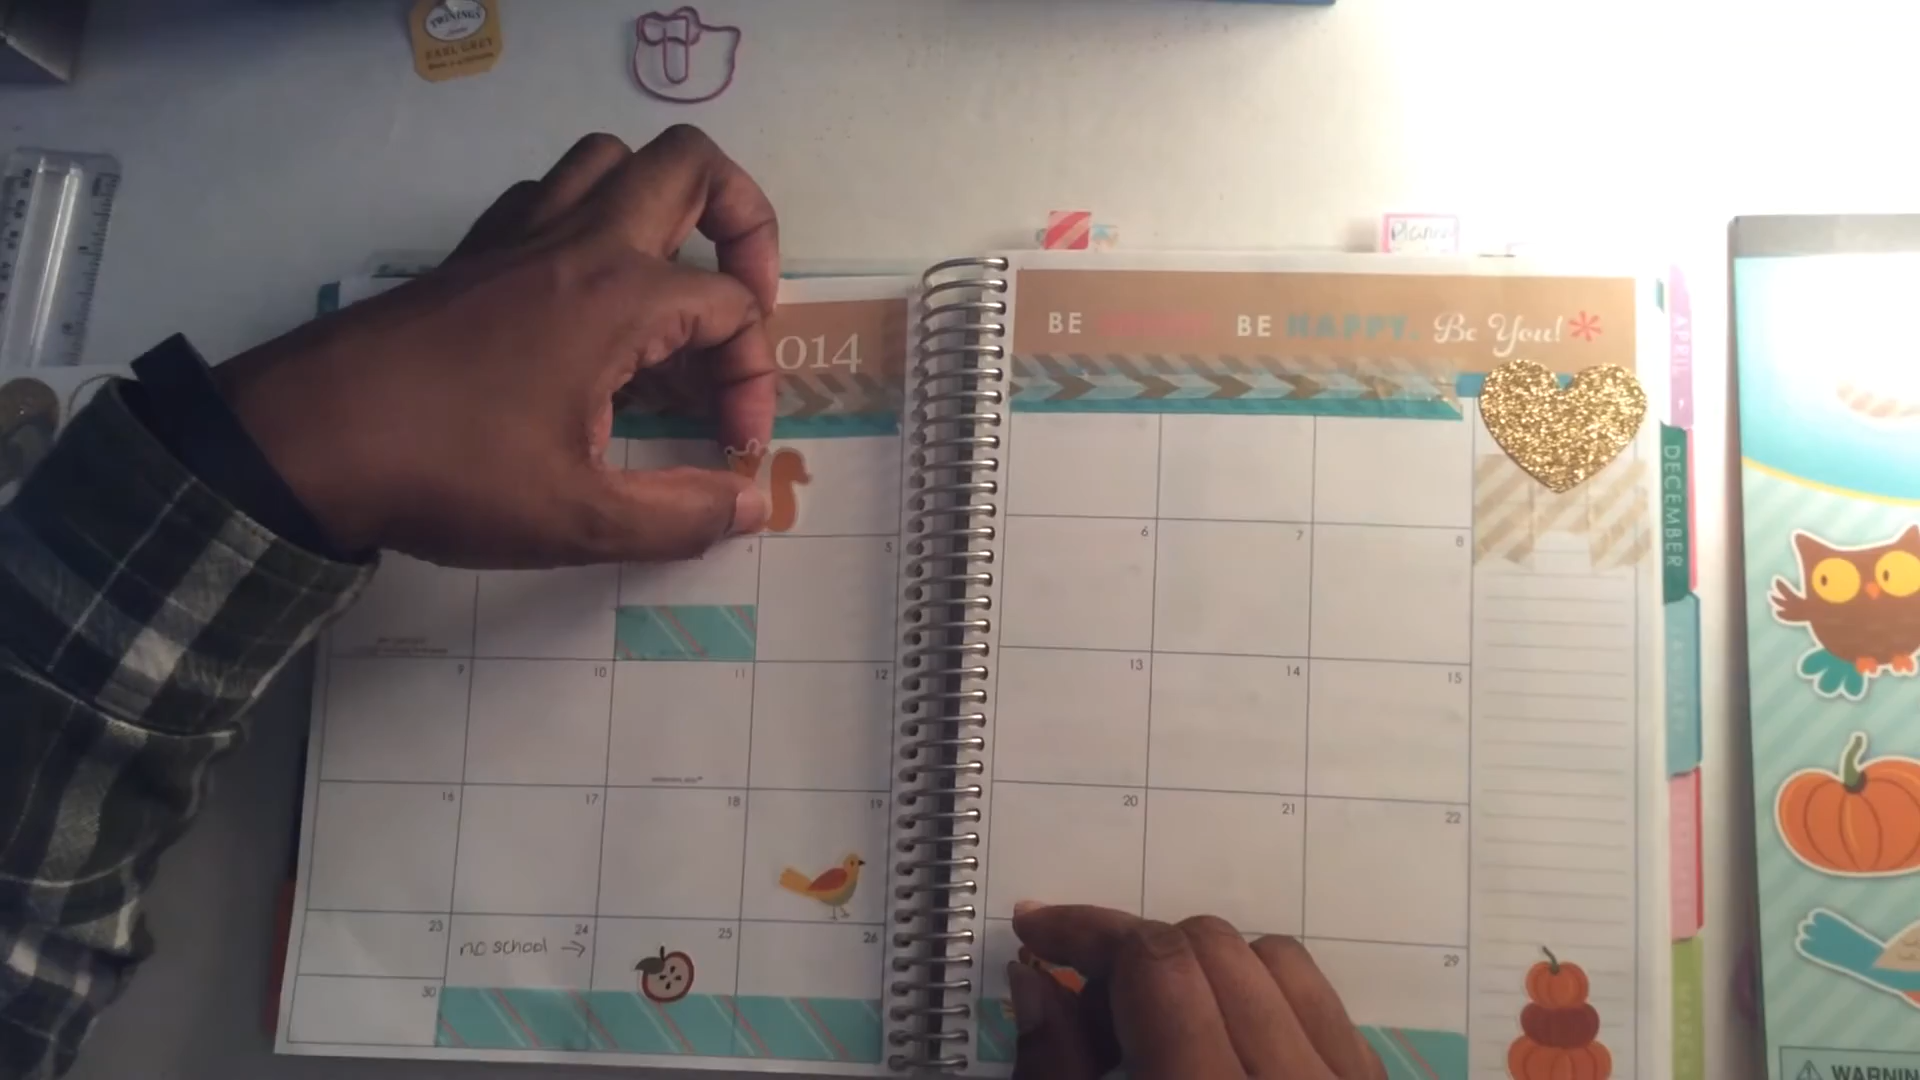 TWININGS
EARL GREY
Planner
014
BE HAPPY. Be You!*
BE
APRIL
DECEMBER
4
5
6
7
8
9
10
11
12
13
14
15
16
17
18
19
20
21
22
23
no school →
24
25
26
29
30
WARNIN